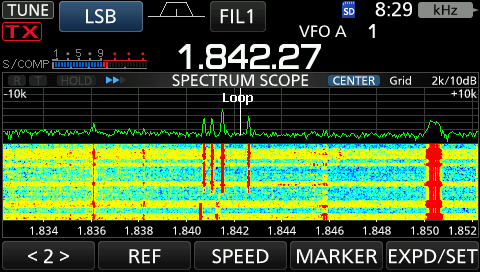 TUNE LSB FIL1 SD 8:29 kHz
TX VFO A 1
1 5 9
S/COMP 1.842.27
R T HOLD SPECTRUM SCOPE CENTER Grid 2k/10dB
-10k Loop +10k
1.834 1.836 1.838 1.840 1.842 1.844 1.846 1.848 1.850 1.852
< 2 > REF SPEED MARKER EXPD/SET